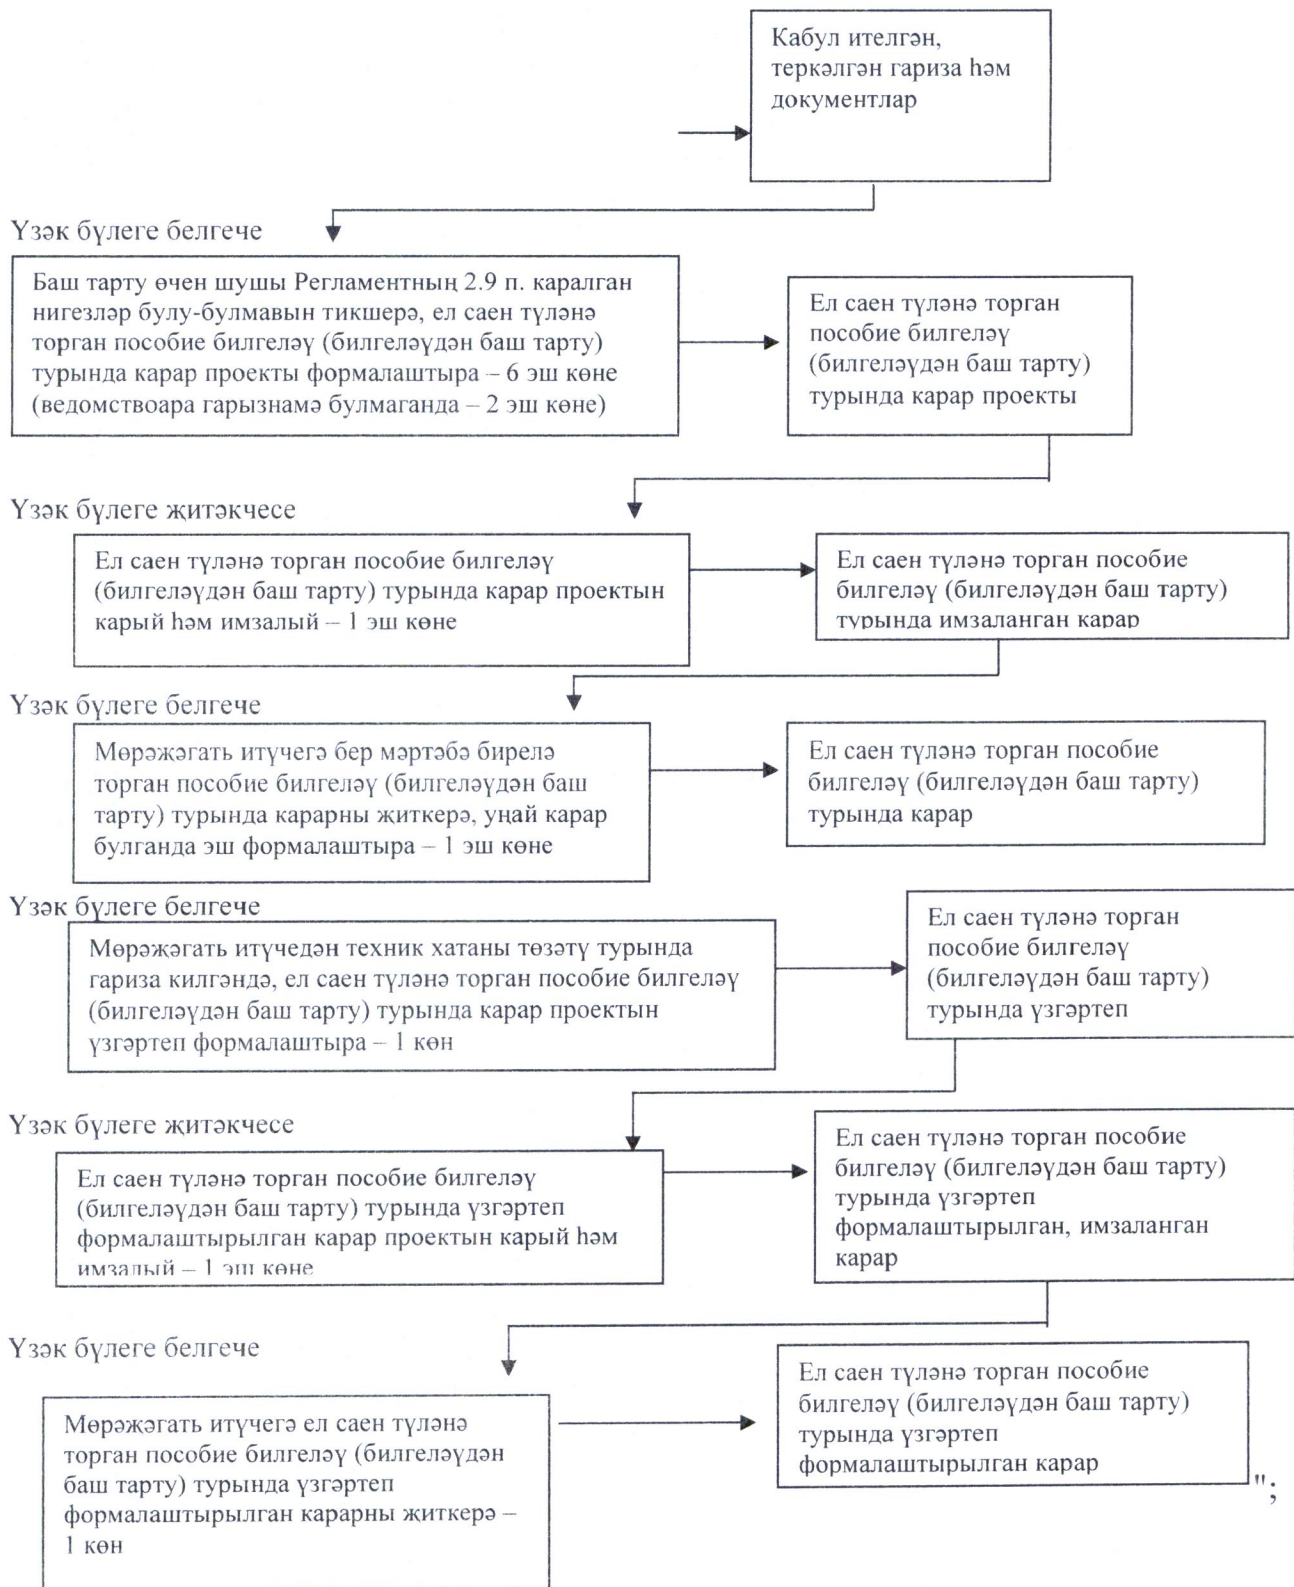 Кабул ителгән,
теркәлгән гариза һәм
документлар
Үзәк бүлеге белгече
Баш тарту өчен шушы Регламентның 2.9 п. каралган
нигезләр булу-булмавын тикшерә, ел саен түләнә
торган пособие билгеләү (билгеләүдән баш тарту)
турында карар проекты формалаштыра – 6 эш көне
(ведомствоара гарызнамә булмаганда – 2 эш көне)
Ел саен түләнә торган
пособие билгеләү
(билгеләүдән баш тарту)
турында карар проекты
Үзәк бүлеге җитәкчесе
Ел саен түләнә торган пособие билгеләү
(билгеләүдән баш тарту) турында карар проектын
карый һәм имзалый – 1 эш көне
Ел саен түләнә торган пособие
билгеләү (билгеләүдән баш тарту)
турында имзаланган карар
Үзәк бүлеге белгече
Мөрәҗәгать итүчегә бер мәртәбә бирелә
торган пособие билгеләү (билгеләүдән баш
тарту) турында карарны җиткерә, уңай карар
булганда эш формалаштыра – 1 эш көне
Ел саен түләнә торган пособие
билгеләү (билгеләүдән баш тарту)
турында карар
Үзәк бүлеге белгече
Мөрәҗәгать итүчедән техник хатаны төзәтү турында
гариза килгәндә, ел саен түләнә торган пособие билгеләү
(билгеләүдән баш тарту) турында карар проектын
үзгәртеп формалаштыра – 1 көн
Ел саен түләнә торган
пособие билгеләү
(билгеләүдән баш тарту)
турында үзгәртеп
Үзәк бүлеге җитәкчесе
Ел саен түләнә торган пособие билгеләү
(билгеләүдән баш тарту) турында үзгәртеп
формалаштырылган карар проектын карый һәм
имзалый – 1 эш көне
Ел саен түләнә торган пособие
билгеләү (билгеләүдән баш тарту)
турында үзгәртеп
формалаштырылган, имзаланган
карар
Үзәк бүлеге белгече
Мөрәҗәгать итүчегә ел саен түләнә
торган пособие билгеләү (билгеләүдән
баш тарту) турында үзгәртеп
формалаштырылган карарны җиткерә –
1 көн
Ел саен түләнә торган пособие
билгеләү (билгеләүдән баш тарту)
турында үзгәртеп
формалаштырылган карар
";